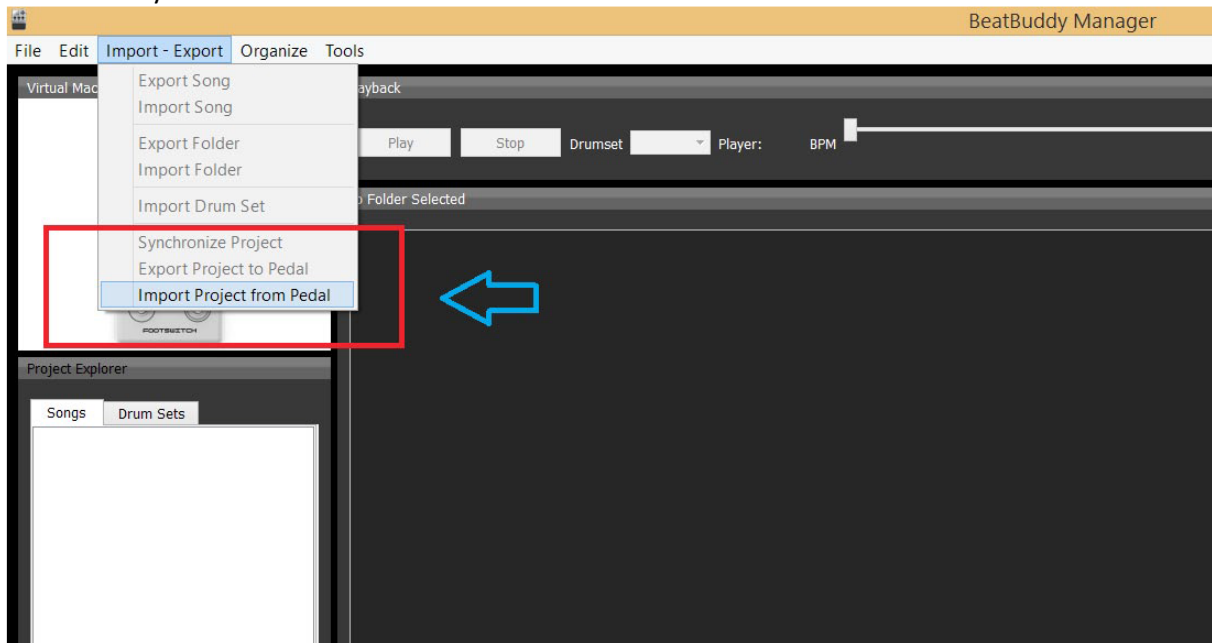 BeatBuddy Manager
File Edit Import - Export Organize Tools
Virtual Mac
Export Song
Import Song
Export Folder
Import Folder
Import Drum Set
Synchronize Project
Export Project to Pedal
Import Project from Pedal
FOOTSWITCH
ayback
Play Stop Drumset Player: BPM
Folder Selected
Project Explorer
Songs Drum Sets